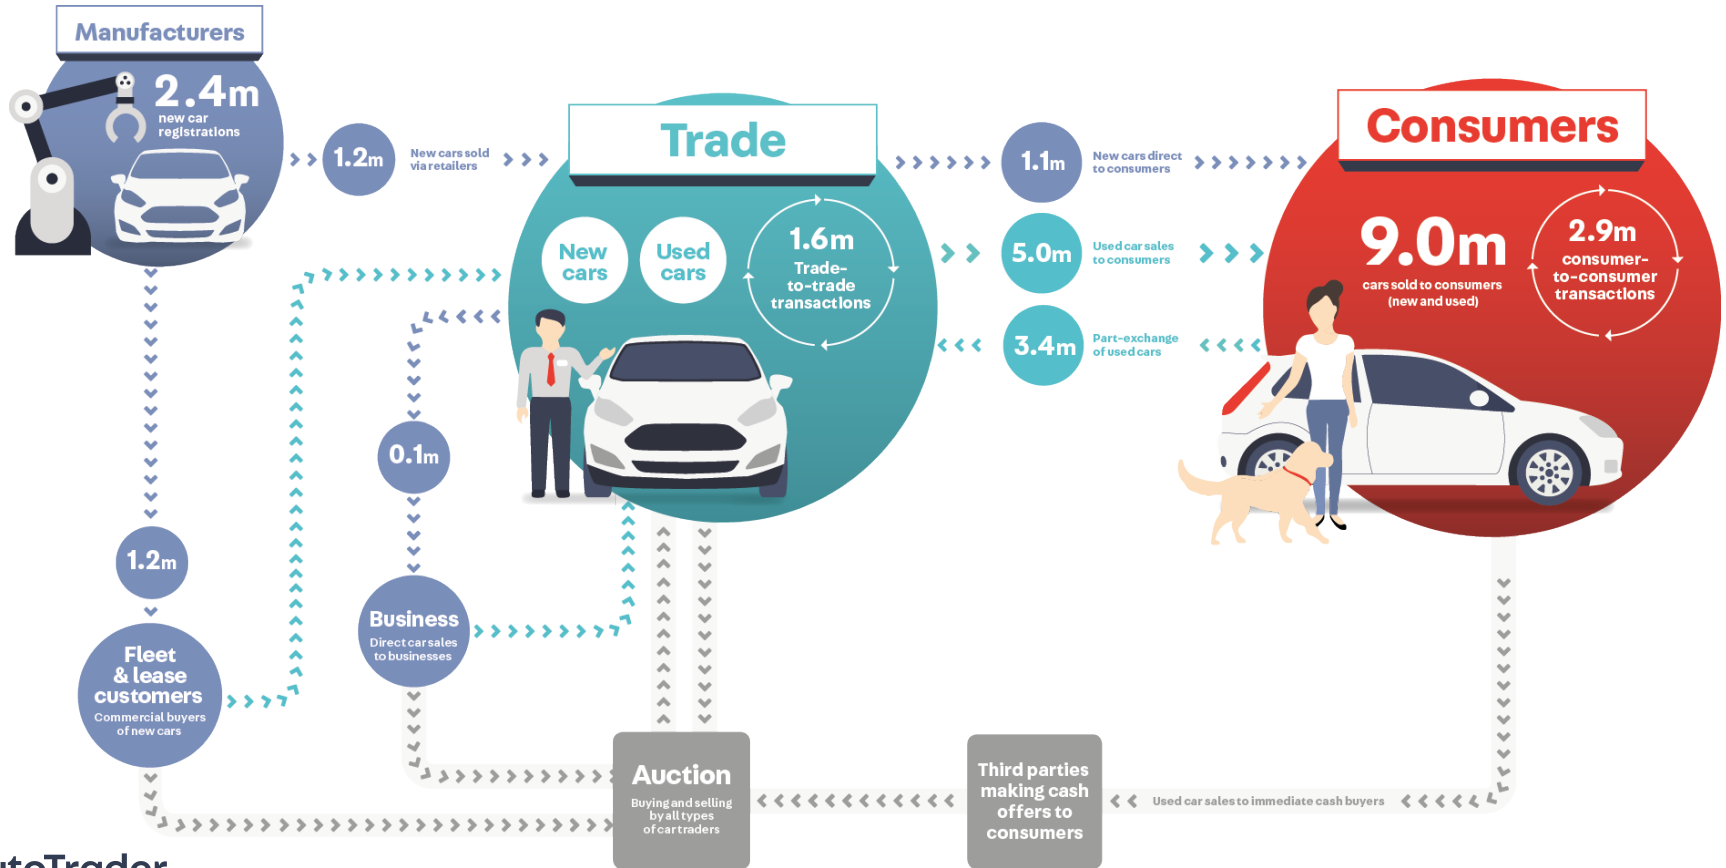 Manufacturers
2.4m
new car
registrations
1.2m
New cars sold
via retailers
Trade
New
cars
Used
cars
1.6m
Trade-
to-trade
transactions
1.1m
New cars direct
to consumers
5.0m
Used car sales
to consumers
3.4m
Part-exchange
of used cars
Consumers
9.0m
cars sold to consumers
(new and used)
2.9m
consumer-
to-consumer
transactions
0.1m
1.2m
Business
Direct car sales
to businesses
Fleet
& lease
customers
Commercial buyers
of new cars
Auction
Buying and selling
by all types
of car traders
Third parties
making cash
offers to
consumers
Used car sales to immediate cash buyers
utoTrader